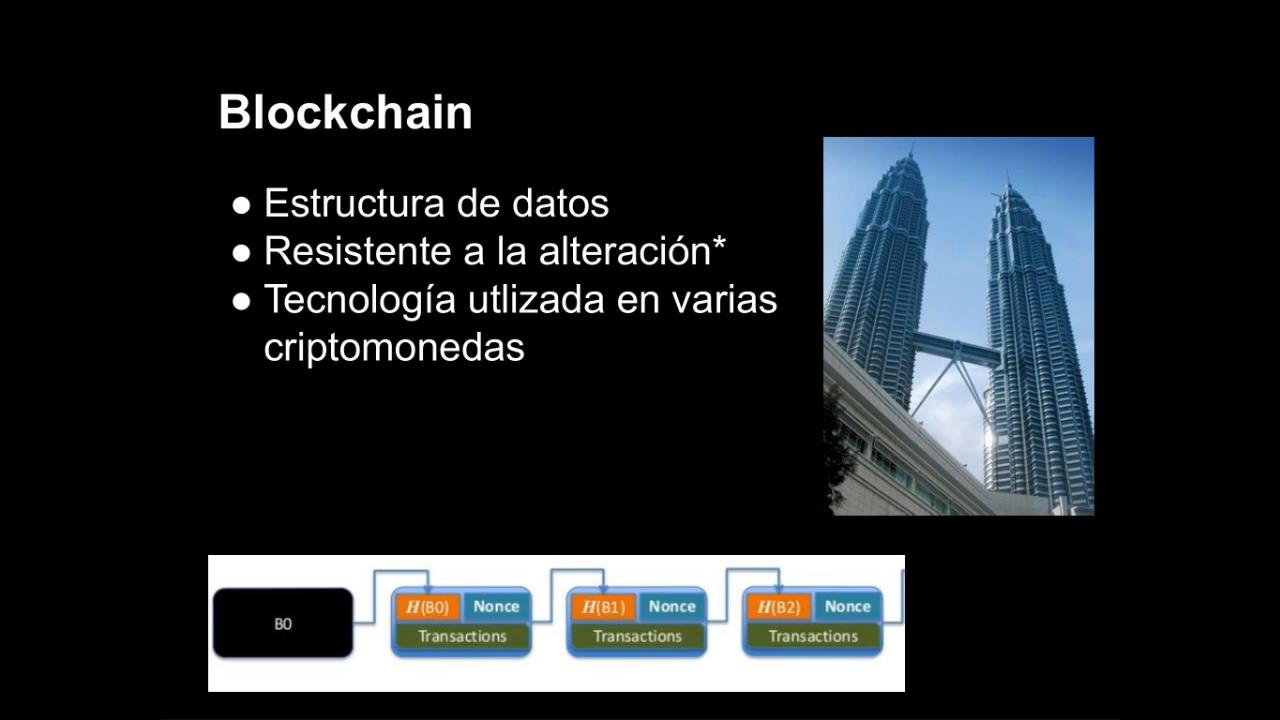 Blockchain
● Estructura de datos
● Resistente a la alteración*
● Tecnología utlizada en varias
criptomonedas
B0
H(B0) Nonce
Transactions
H(B1) Nonce
Transactions
H(B2) Nonce
Transactions